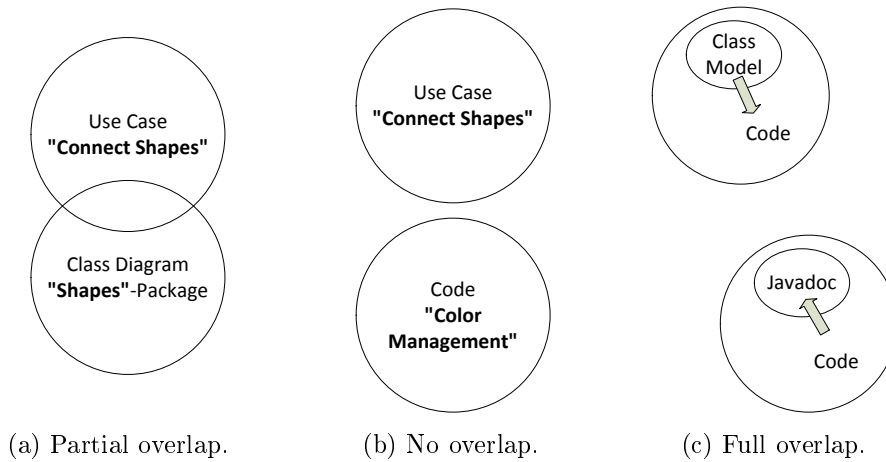 Use Case
"Connect Shapes"
Class Diagram
"Shapes"-Package
(a) Partial overlap.
Use Case
"Connect Shapes"
Code
"Color
Management"
(b) No overlap.
Class
Model
Code
Javadoc
Code
(c) Full overlap.